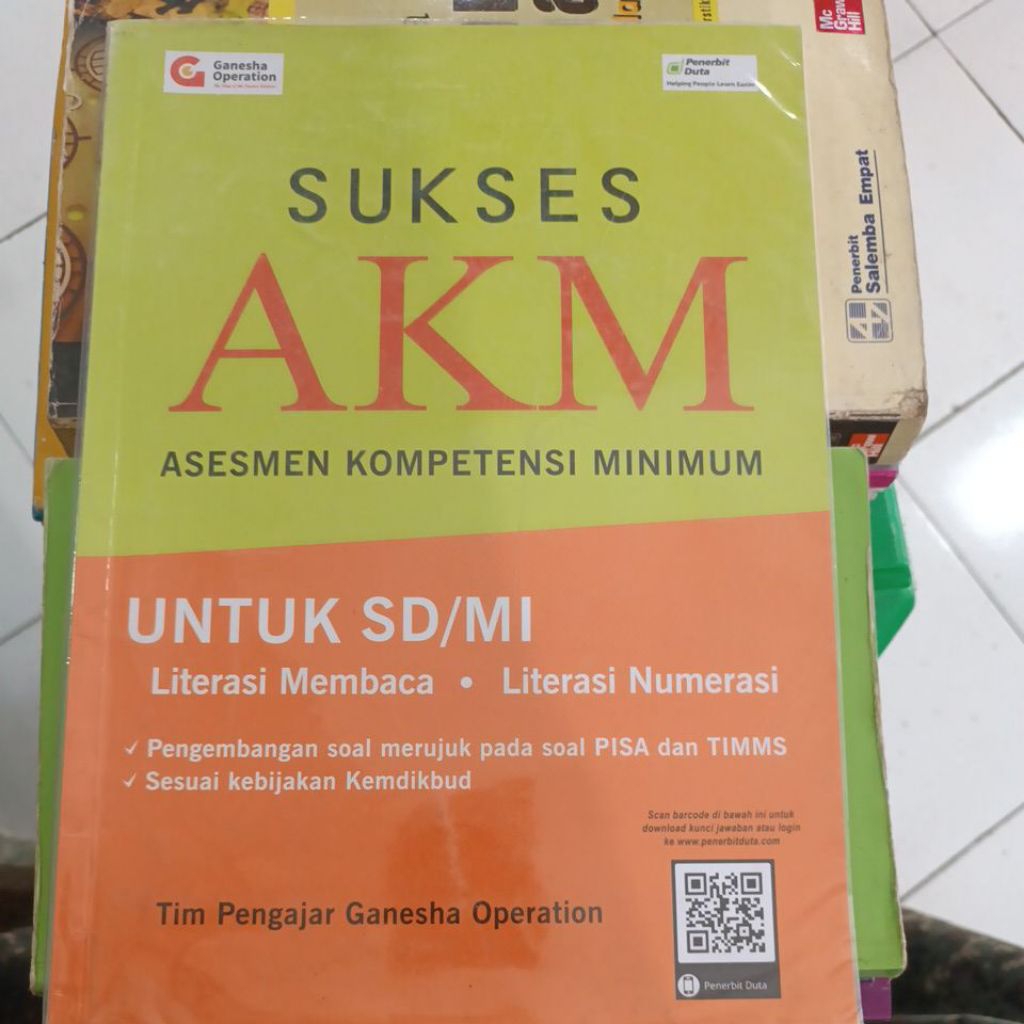 Mc
Graw
Hill
Ganesha
Operation
Penerbit
Duta
Helping People Learn Easier
Penerbit
Salemba Empat
SUKSES
AKM
ASESMEN KOMPETENSI MINIMUM
UNTUK SD/MI
Literasi Membaca • Literasi Numerasi
✓ Pengembangan soal merujuk pada soal PISA dan TIMMS
✓ Sesuai kebijakan Kemdikbud
Scan barcode di bawah ini untuk
download kunci jawaban atau login
ke www.penerbitduta.com
Tim Pengajar Ganesha Operation
Penerbit Duta